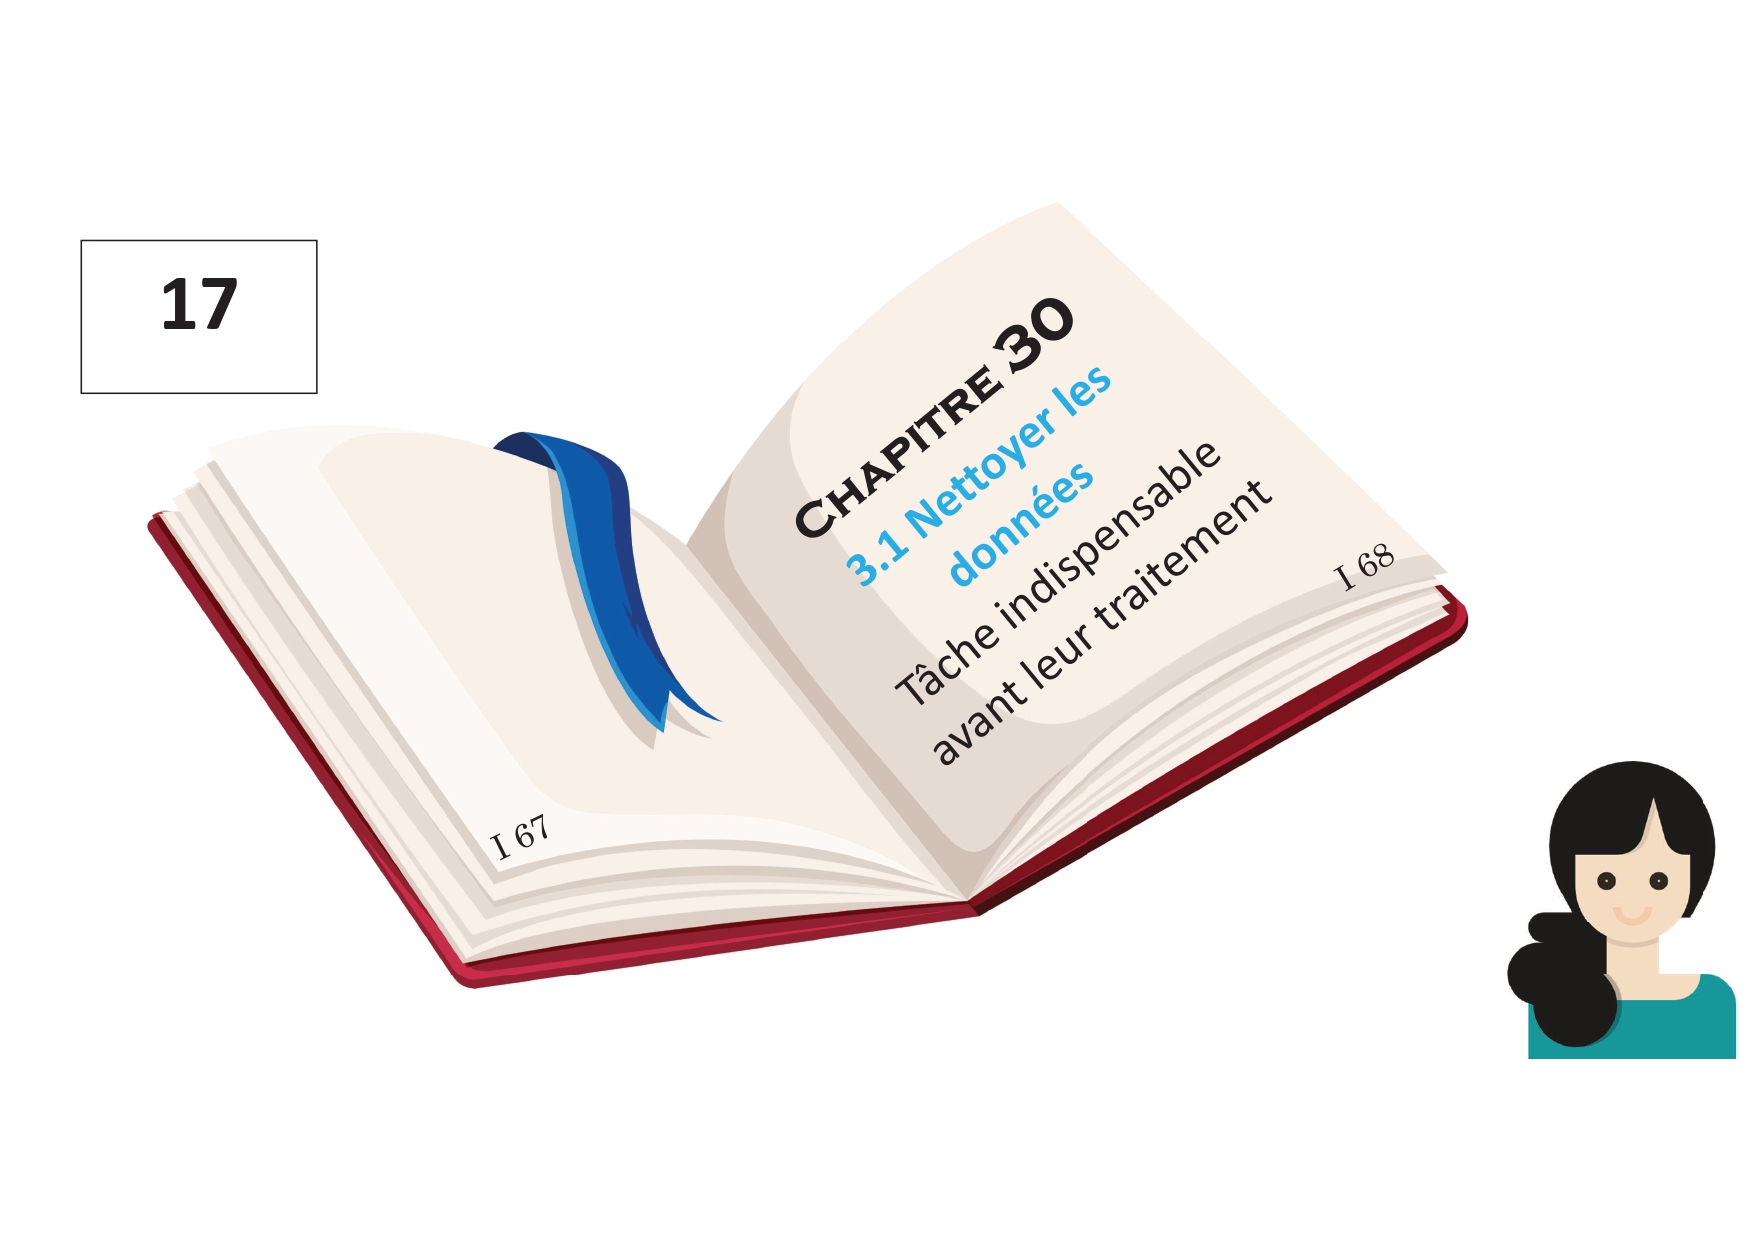 17
CHAPITRE 30
3.1 Nettoyer les
données
Tâche indispensable
avant leur traitement
I 67
I 68